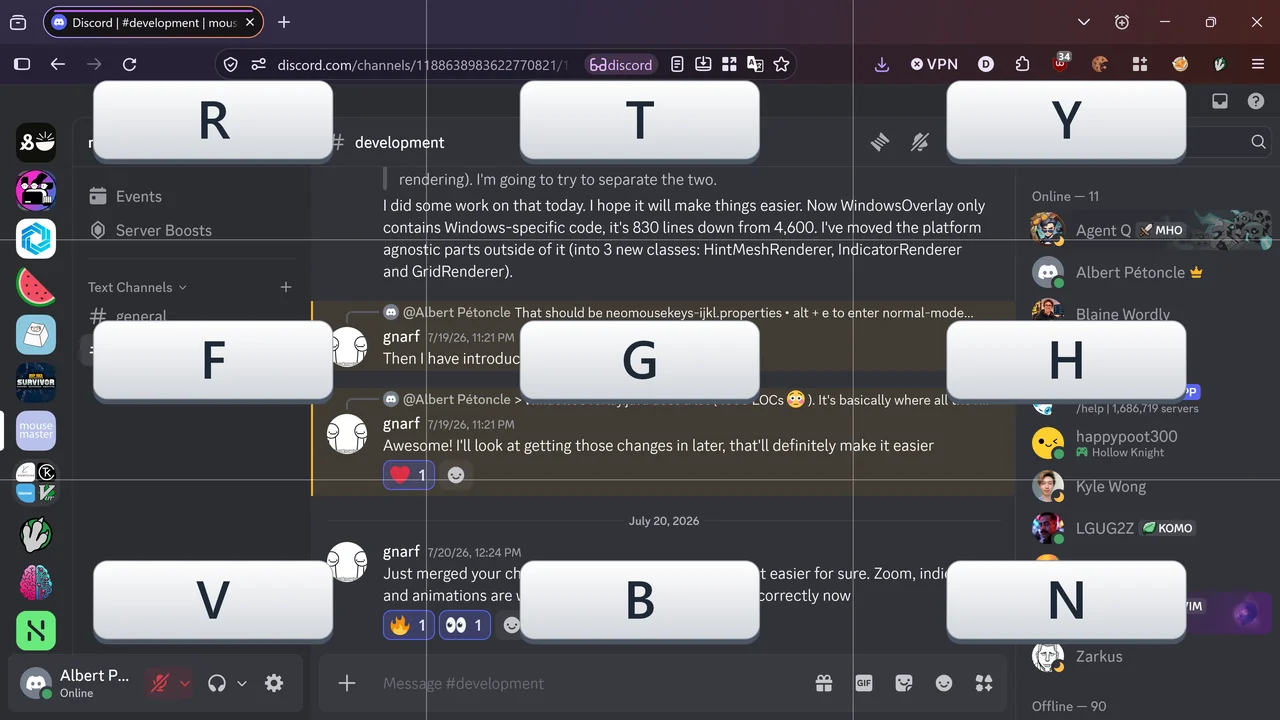 Discord | #development | mous
discord.com/channels/1188638983622770821/1
discord
34
VPN
D
R
T
Y
# development
Events
Server Boosts
Text Channels
# general
mouse
master
SURVIVOR
rendering). I'm going to try to separate the two.
I did some work on that today. I hope it will make things easier. Now WindowsOverlay only
contains Windows-specific code, it's 830 lines down from 4,600. I've moved the platform
agnostic parts outside of it (into 3 new classes: HintMeshRenderer, IndicatorRenderer
and GridRenderer).
@Albert Pétoncle That should be neomousekeys-ijkl.properties • alt + e to enter normal-mode...
gnarf 7/19/26, 11:21 PM
Then I have introduc
F
G
H
@Albert Pétoncle >
LOCs 😳). It's basically where all
gnarf 7/19/26, 11:21 PM
Awesome! I'll look at getting those changes in later, that'll definitely make it easier
❤️ 1
July 20, 2026
gnarf 7/20/26, 12:24 PM
Just merged your ch
t easier for sure. Zoom, indi
and animations are w
correctly now
🔥 1 👀 1
V
B
N
Online — 11
Agent Q MHO
Albert Pétoncle
Blaine Wordly
/help | 1,686,719 servers
happypoot300
Hollow Knight
Kyle Wong
LGUG2Z KOMO
VIM
Zarkus
Offline — 90
Albert P...
Online
Message #development
GIF